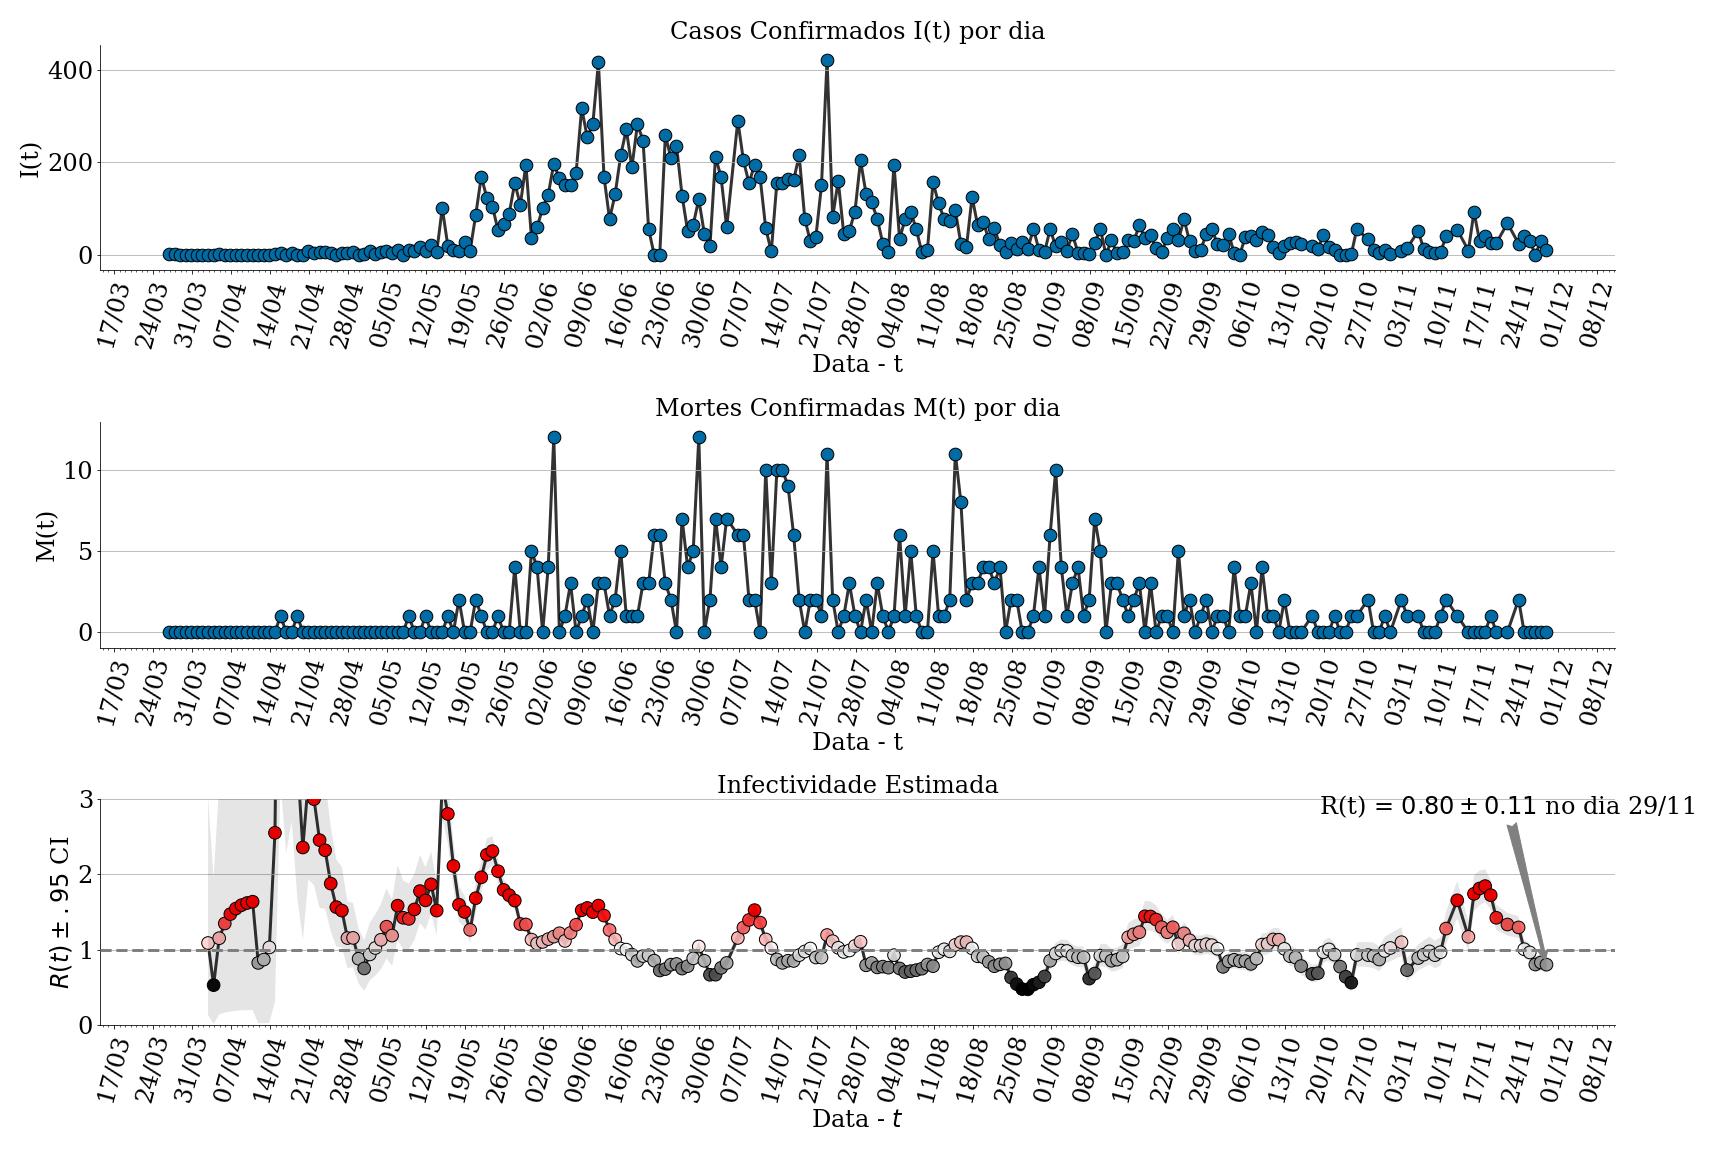 Casos Confirmados I(t) por dia
I(t)
400
200
0
17/03 24/03 31/03 07/04 14/04 21/04 28/04 05/05 12/05 19/05 26/05 02/06 09/06 16/06 23/06 30/06 07/07 14/07 21/07 28/07 04/08 11/08 18/08 25/08 01/09 08/09 15/09 22/09 29/09 06/10 13/10 20/10 27/10 03/11 10/11 17/11 24/11 01/12 08/12
Data - t
Mortes Confirmadas M(t) por dia
M(t)
10
5
0
17/03 24/03 31/03 07/04 14/04 21/04 28/04 05/05 12/05 19/05 26/05 02/06 09/06 16/06 23/06 30/06 07/07 14/07 21/07 28/07 04/08 11/08 18/08 25/08 01/09 08/09 15/09 22/09 29/09 06/10 13/10 20/10 27/10 03/11 10/11 17/11 24/11 01/12 08/12
Data - t
Infectividade Estimada
R(t) = 0.80 ± 0.11 no dia 29/11
R(t) ± .95 CI
3
2
1
0
17/03 24/03 31/03 07/04 14/04 21/04 28/04 05/05 12/05 19/05 26/05 02/06 09/06 16/06 23/06 30/06 07/07 14/07 21/07 28/07 04/08 11/08 18/08 25/08 01/09 08/09 15/09 22/09 29/09 06/10 13/10 20/10 27/10 03/11 10/11 17/11 24/11 01/12 08/12
Data - t